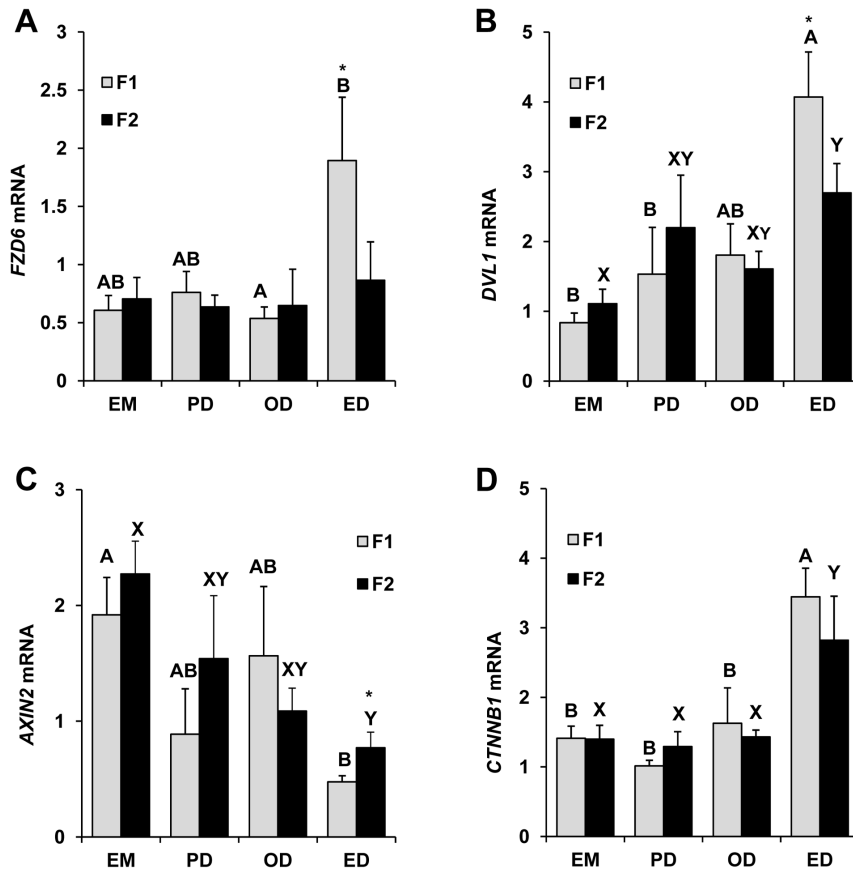 A
FZD6 mRNA
3
2.5
2
1.5
1
0.5
0
F1
F2
AB
AB
A
*
B
EM PD OD ED
B
DVL1 mRNA
5
4
3
2
1
0
F1
F2
B
X
B
XY
AB
XY
*
A
Y
EM PD OD ED
C
AXIN2 mRNA
3
2
1
0
F1
F2
A
X
AB
XY
AB
XY
B
*
Y
EM PD OD ED
D
CTNNB1 mRNA
5
4
3
2
1
0
F1
F2
B
X
B
X
B
X
A
Y
EM PD OD ED